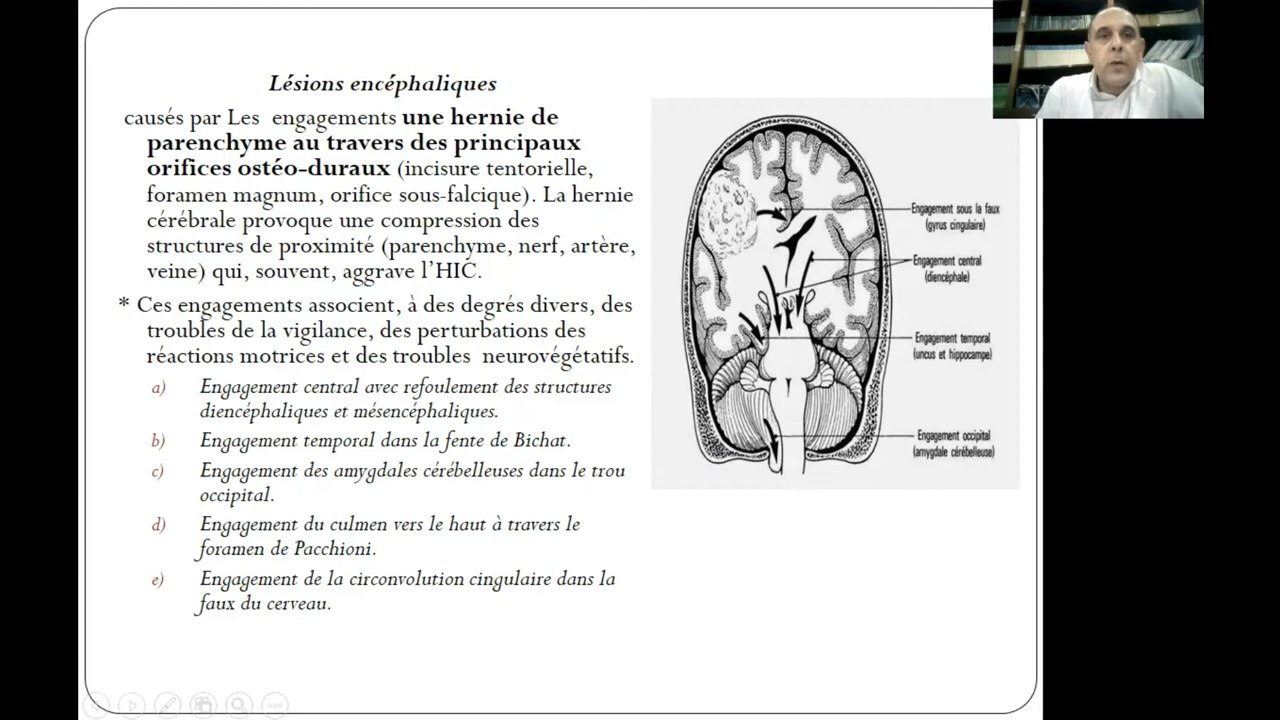 Lésions encéphaliques
causés par Les engagements une hernie de
parenchyme au travers des principaux
orifices ostéo-duraux (incisure tentorielle,
foramen magnum, orifice sous-falcique). La hernie
cérébrale provoque une compression des
structures de proximité (parenchyme, nerf, artère,
veine) qui, souvent, aggrave l'HIC.
* Ces engagements associent, à des degrés divers, des
troubles de la vigilance, des perturbations des
réactions motrices et des troubles neurovégétatifs.
a) Engagement central avec refoulement des structures
diencéphaliques et mésencéphaliques.
b) Engagement temporal dans la fente de Bichat.
c) Engagement des amygdales cérébelleuses dans le trou
occipital.
d) Engagement du culmen vers le haut à travers le
foramen de Pacchioni.
e) Engagement de la circonvolution cingulaire dans la
faux du cerveau.
Engagement sous la faux
(gyrus cingulaire)
Engagement central
(diencéphale)
Engagement temporal
(uncus et hippocampe)
Engagement occipital
(amygdale cérébelleuse)